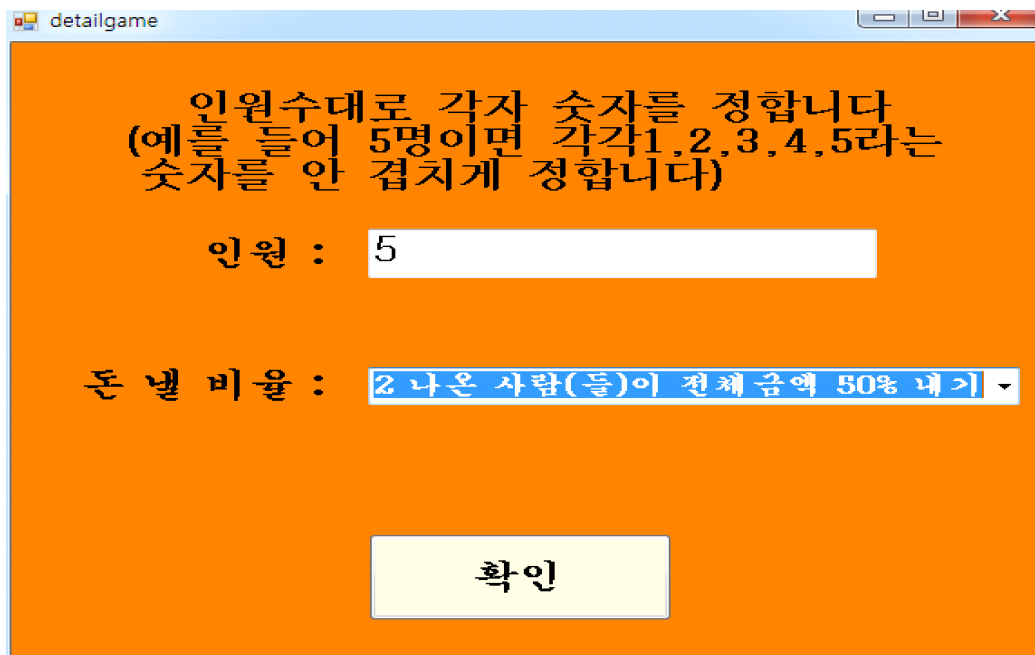 detailgame
인원수대로 각자 숫자를 정합니다
(예를 들어 5명이면 각각1,2,3,4,5라는
숫자를 안 겹치게 정합니다)
인원 : 5
돈 낼 비율 : 2 나온 사람(들)이 전체 금액 50% 내기
확인